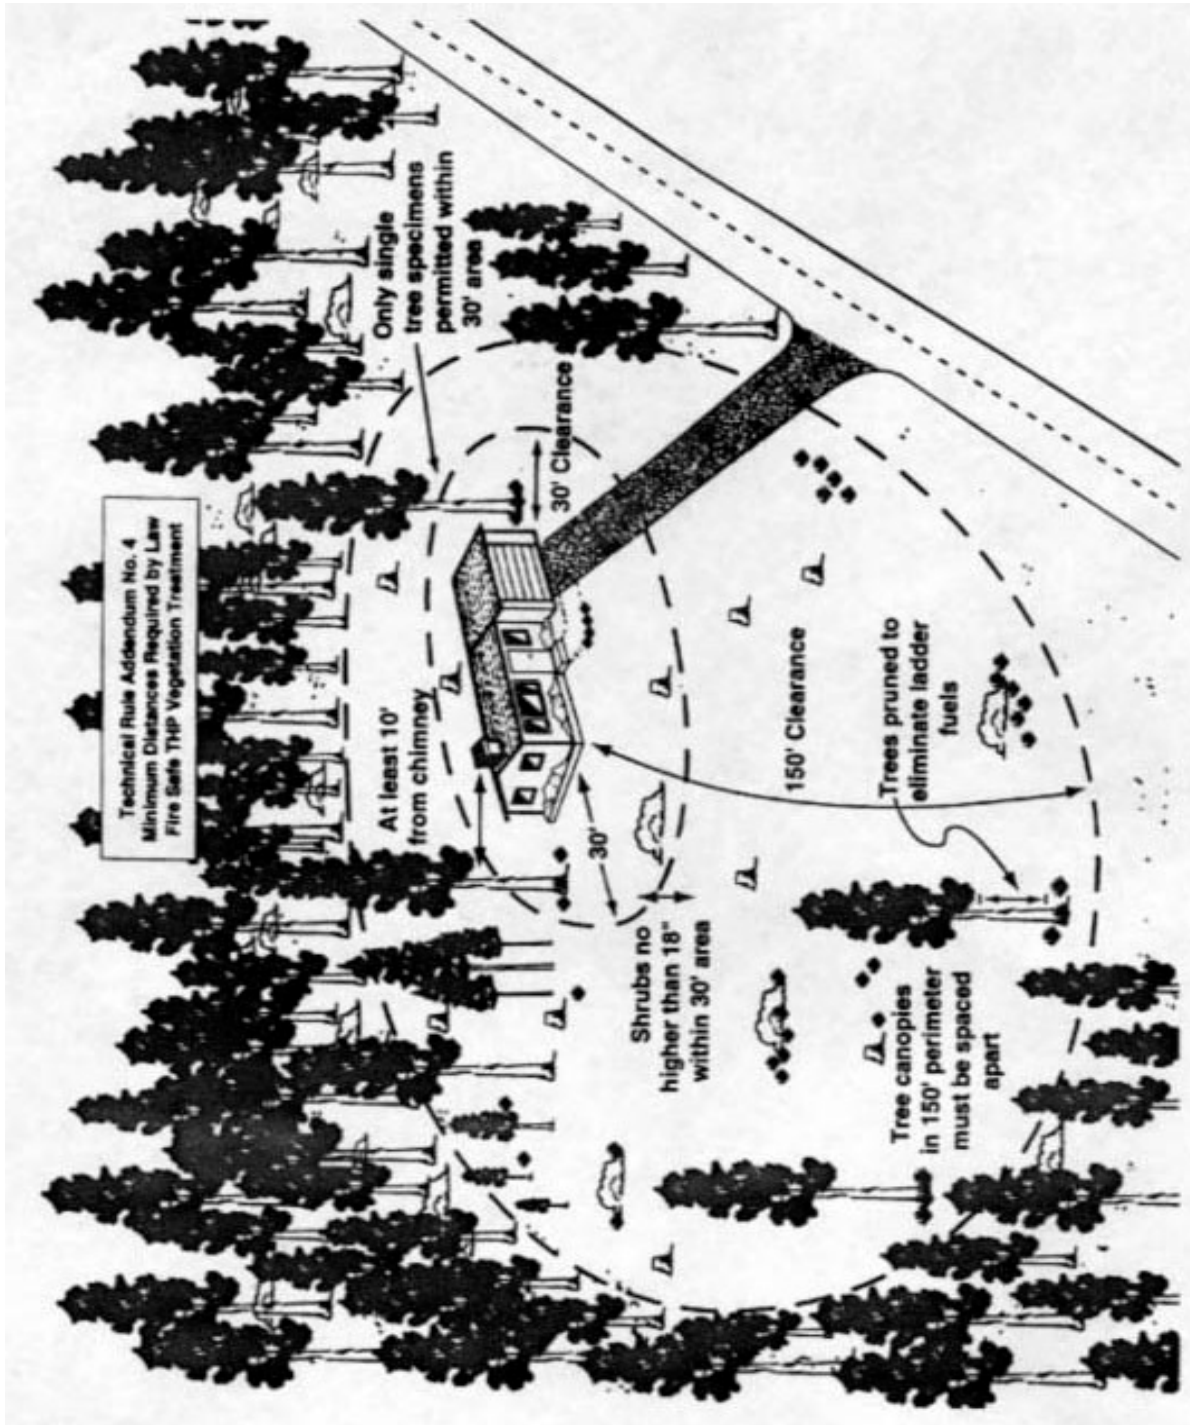 Technical Rule Addendum No. 4
Minimum Distances Required by Law
Fire Safe THP Vegetation Treatment
Only single
tree specimens
permitted within
30' area
At least 10'
from chimney
30' Clearance
30'
Shrubs no
higher than 18"
within 30' area
150' Clearance
Trees pruned to
eliminate ladder
fuels
Tree canopies
in 150' perimeter
must be spaced
apart